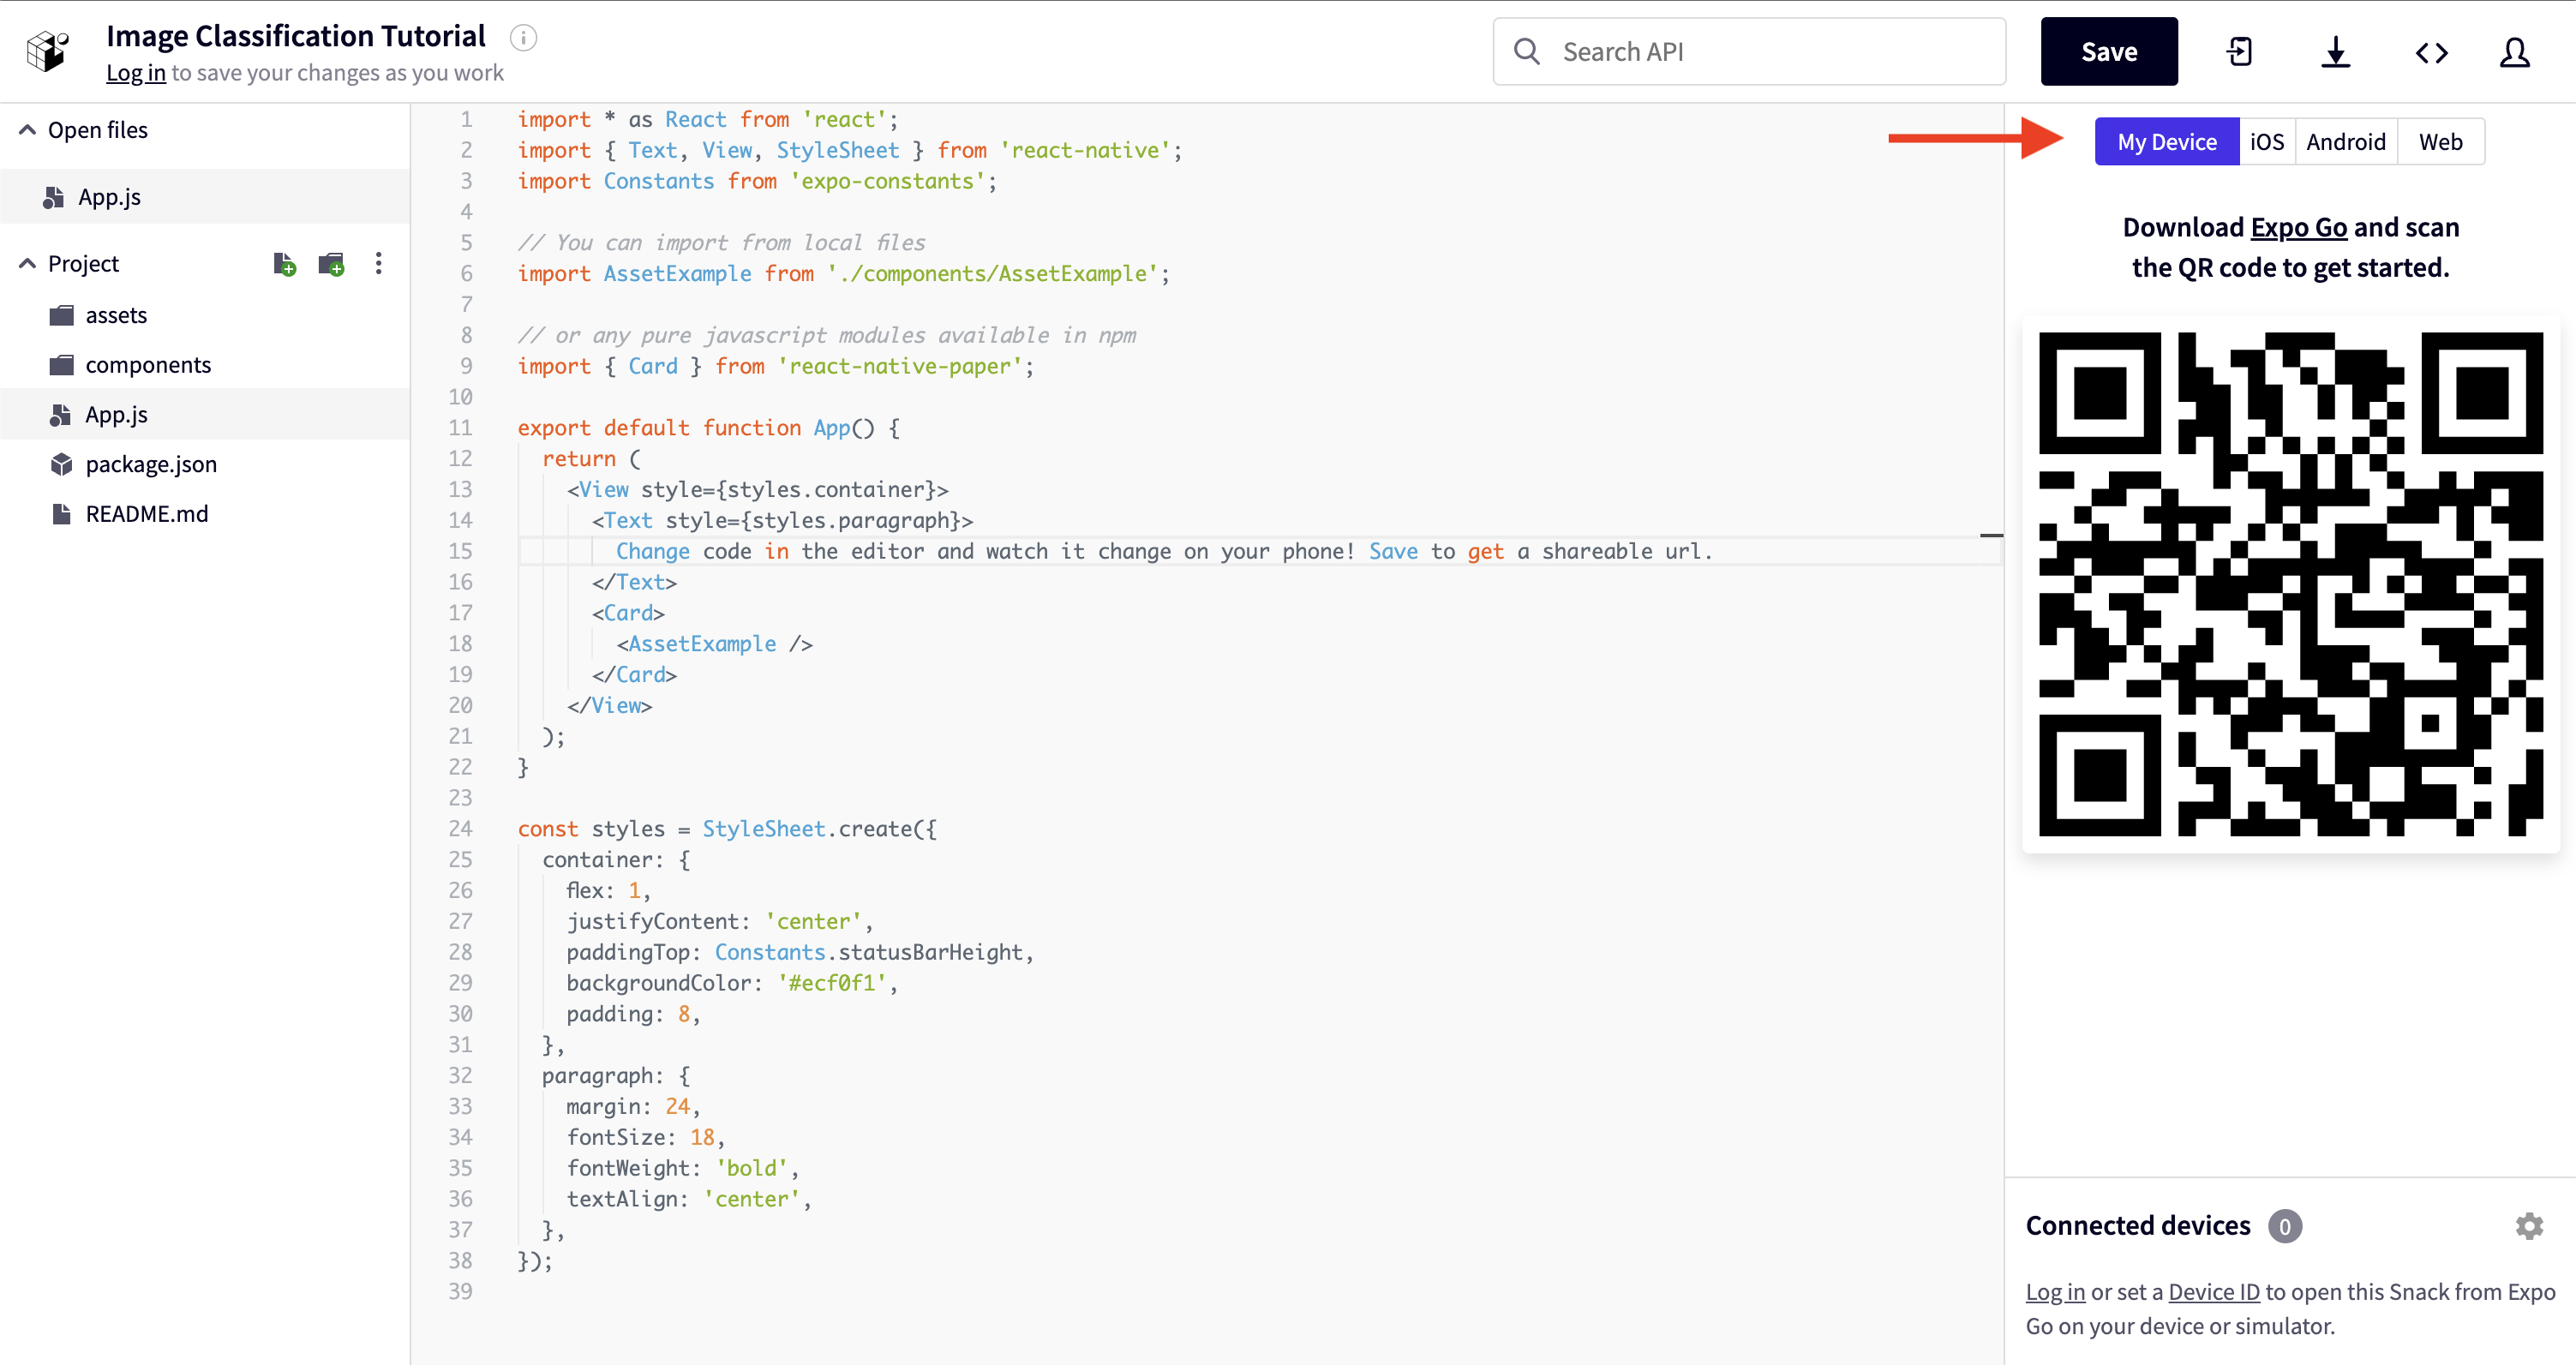 Image Classification Tutorial
Log in to save your changes as you work
Search API
Save
Open files
App.js
Project
assets
components
App.js
package.json
README.md
1 import * as React from 'react';
2 import { Text, View, StyleSheet } from 'react-native';
3 import Constants from 'expo-constants';
4
5 // You can import from local files
6 import AssetExample from './components/AssetExample';
7
8 // or any pure javascript modules available in npm
9 import { Card } from 'react-native-paper';
10
11 export default function App() {
12 return (
13 <View style={styles.container}>
14 <Text style={styles.paragraph}>
15 Change code in the editor and watch it change on your phone! Save to get a shareable url.
16 </Text>
17 <Card>
18 <AssetExample />
19 </Card>
20 </View>
21 );
22 }
23
24 const styles = StyleSheet.create({
25 container: {
26 flex: 1,
27 justifyContent: 'center',
28 paddingTop: Constants.statusBarHeight,
29 backgroundColor: '#ecf0f1',
30 padding: 8,
31 },
32 paragraph: {
33 margin: 24,
34 fontSize: 18,
35 fontWeight: 'bold',
36 textAlign: 'center',
37 },
38 });
39
My Device iOS Android Web
Download Expo Go and scan
the QR code to get started.
Connected devices 0
Log in or set a Device ID to open this Snack from Expo
Go on your device or simulator.